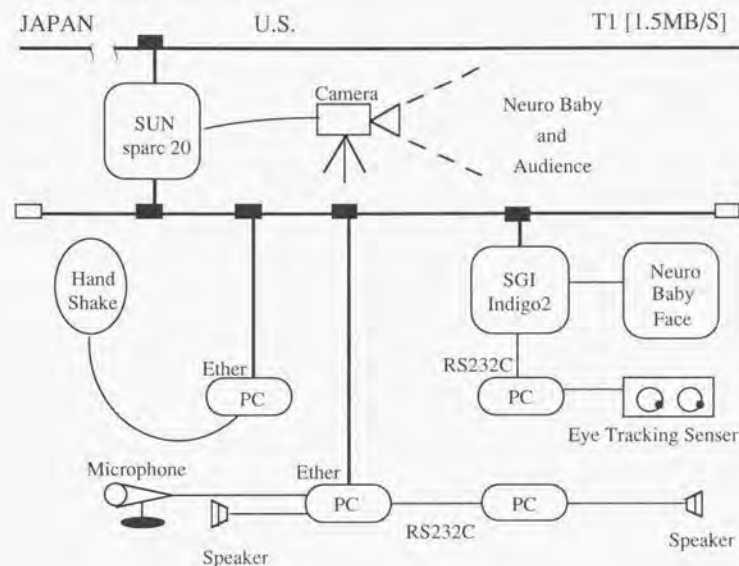 JAPAN
U.S.
T1 [1.5MB/S]
SUN
sparc 20
Camera
Neuro Baby
and
Audience
Hand
Shake
SGI
Indigo2
Neuro
Baby
Face
Ether
PC
RS232C
PC
Eye Tracking Senser
Microphone
Ether
PC
RS232C
PC
Speaker
Speaker